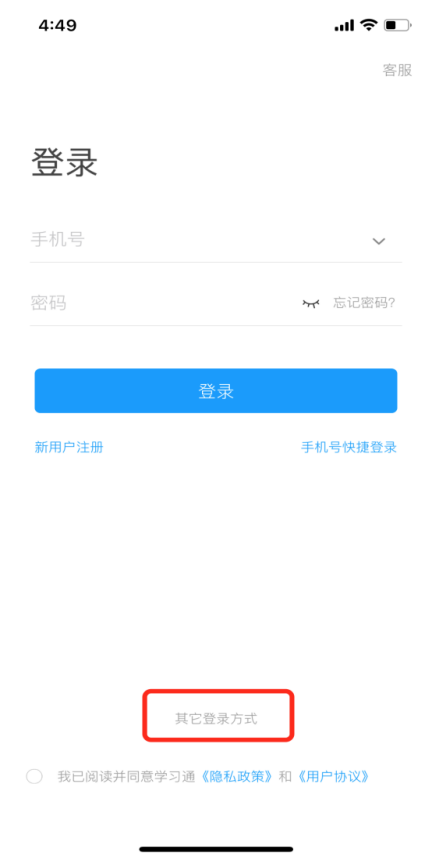 4:49
客服
登录
手机号
密码
忘记密码?
登录
新用户注册
手机号快捷登录
其它登录方式
我已阅读并同意学习通《隐私政策》和《用户协议》